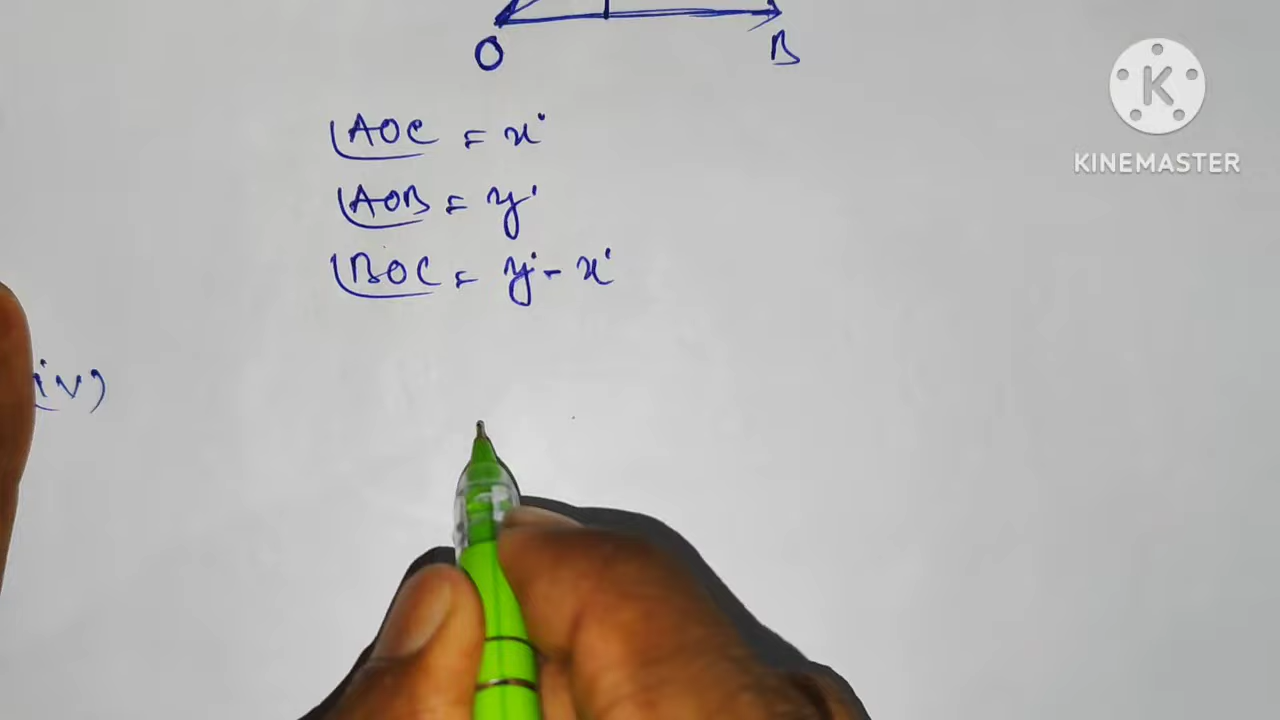 O B
∠AOC = x°
∠AOB = y°
∠BOC = y° - x°
iv)
KINEMASTER